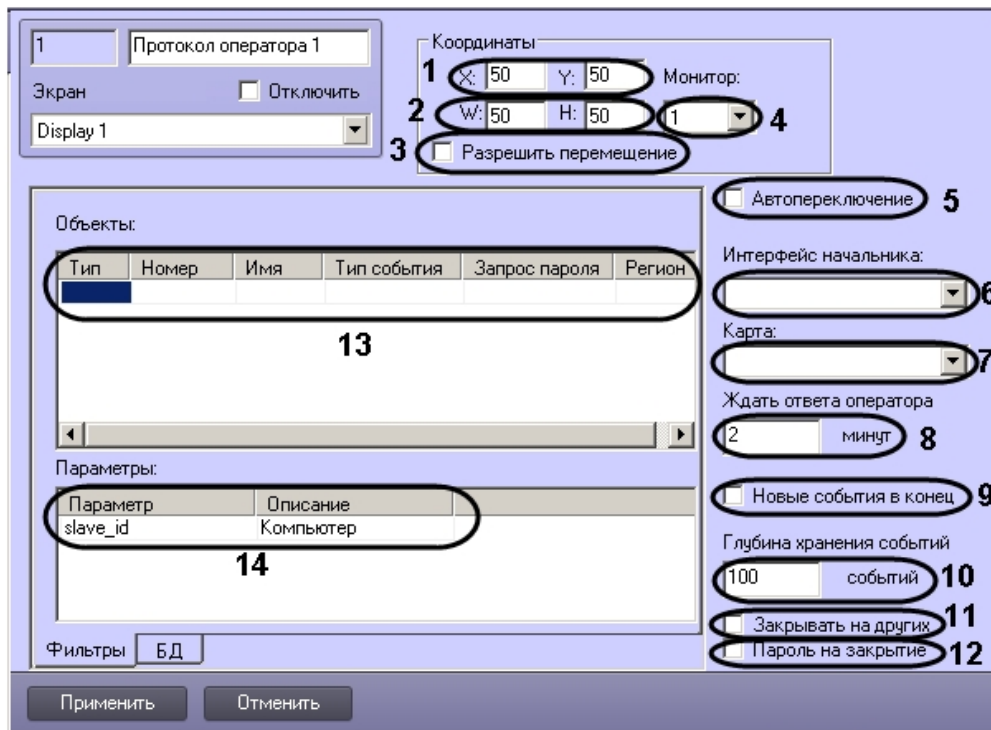 1
Протокол оператора 1
Экран
Отключить
Display 1
Координаты
1
X: 50 Y: 50
Монитор:
2
W: 50 H: 50
1
4
3
Разрешить перемещение
Автопереключение
5
Объекты:
Тип Номер Имя Тип события Запрос пароля Регион
13
Интерфейс начальника:
6
Карта:
7
Ждать ответа оператора
2 минут
8
Параметры:
Параметр Описание
slave_id Компьютер
14
Новые события в конец
9
Глубина хранения событий
100 событий
10
Закрывать на других
11
Пароль на закрытие
12
Фильтры БД
Применить Отменить